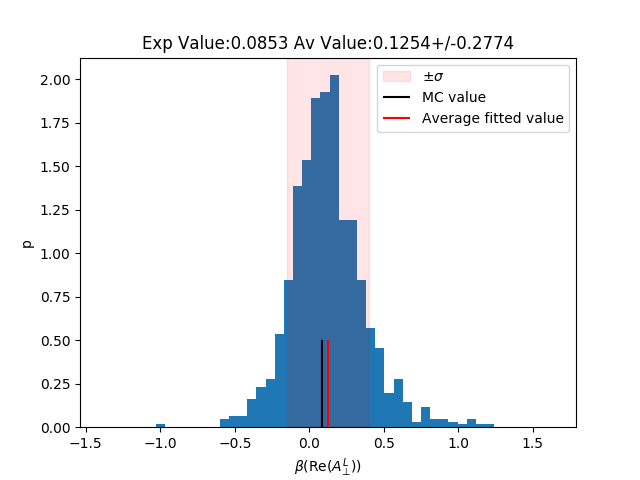 Exp Value:0.0853 Av Value:0.1254+/-0.2774
±σ
MC value
Average fitted value
2.00
1.75
1.50
1.25
1.00
0.75
0.50
0.25
0.00
p
−1.5 −1.0 −0.5 0.0 0.5 1.0 1.5
β(Re(A⊥^L))